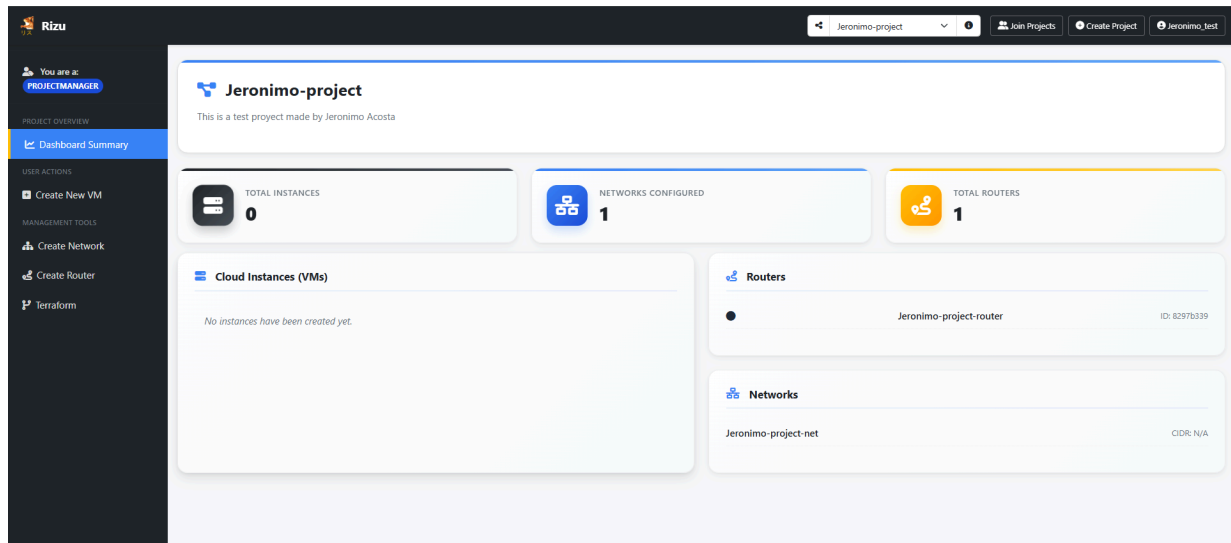 Rizu
リス
Jeronimo-project
Join Projects
Create Project
Jeronimo_test
You are a:
PROJECTMANAGER
PROJECT OVERVIEW
Dashboard Summary
USER ACTIONS
Create New VM
MANAGEMENT TOOLS
Create Network
Create Router
Terraform
Jeronimo-project
This is a test proyect made by Jeronimo Acosta
TOTAL INSTANCES
0
NETWORKS CONFIGURED
1
TOTAL ROUTERS
1
Cloud Instances (VMs)
No instances have been created yet.
Routers
Jeronimo-project-router ID: 8297b339
Networks
Jeronimo-project-net CIDR: N/A